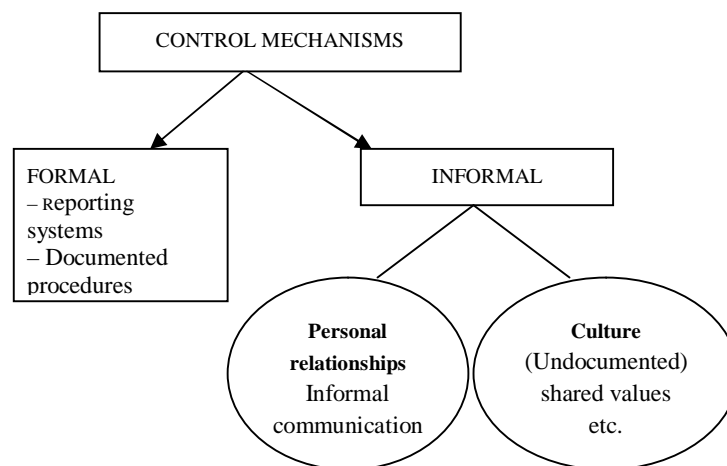 CONTROL MECHANISMS
FORMAL
– Reporting
systems
– Documented
procedures
INFORMAL
Personal
relationships
Informal
communication
Culture
(Undocumented)
shared values
etc.